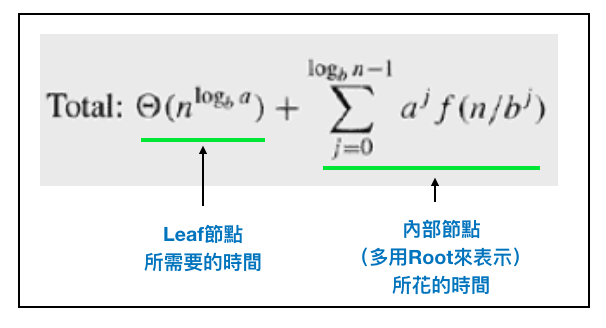 Total: Θ(n^{log_b a}) + \sum_{j=0}^{log_b n−1} a^j f(n/b^j)
Leaf節點
所需要的時間
內部節點
（多用Root來表示）
所花的時間